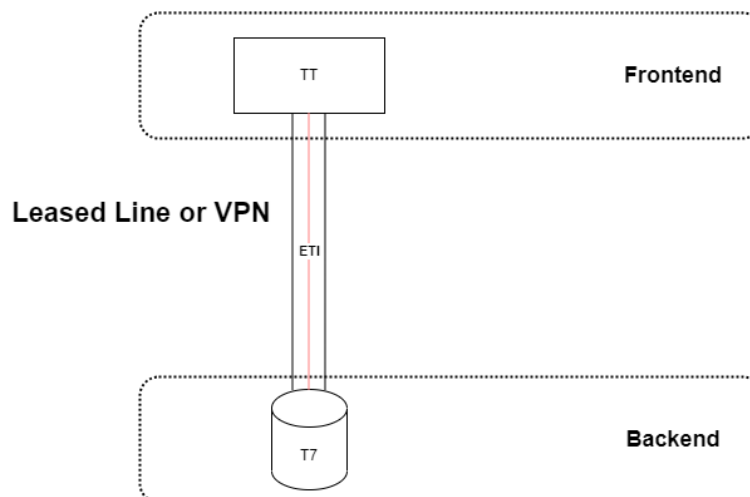 TT
Frontend
Leased Line or VPN
ETI
T7
Backend